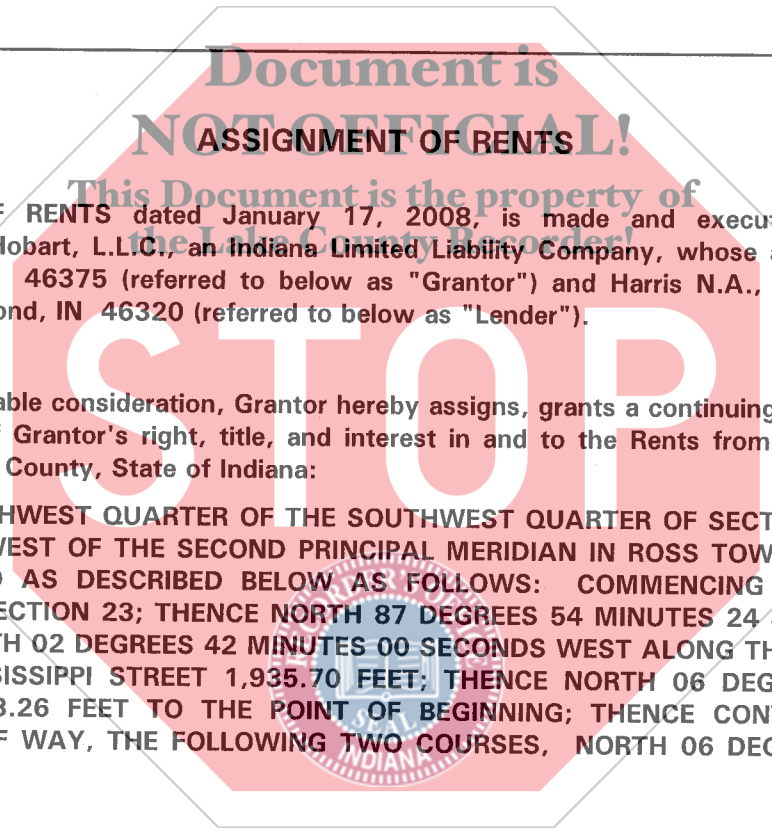 Document is
NOT OFFICIAL!
ASSIGNMENT OF RENTS
This Document is the property of
the Lake County Recorder!
F RENTS dated January 17, 2008, is made and execu
Hobart, L.L.C., an Indiana Limited Liability Company, whose a
46375 (referred to below as "Grantor") and Harris N.A.,
ond, IN 46320 (referred to below as "Lender").
STOP
able consideration, Grantor hereby assigns, grants a continuing
f Grantor's right, title, and interest in and to the Rents from
County, State of Indiana:
HWEST QUARTER OF THE SOUTHWEST QUARTER OF SECT
WEST OF THE SECOND PRINCIPAL MERIDIAN IN ROSS TOW
D AS DESCRIBED BELOW AS FOLLOWS: COMMENCING
ECTION 23; THENCE NORTH 87 DEGREES 54 MINUTES 24
TH 02 DEGREES 42 MINUTES 00 SECONDS WEST ALONG TH
SISSIPPI STREET 1,935.70 FEET; THENCE NORTH 06 DEG
3.26 FEET TO THE POINT OF BEGINNING; THENCE CONT
F WAY, THE FOLLOWING TWO COURSES, NORTH 06 DEG
SEAL
INDIANA